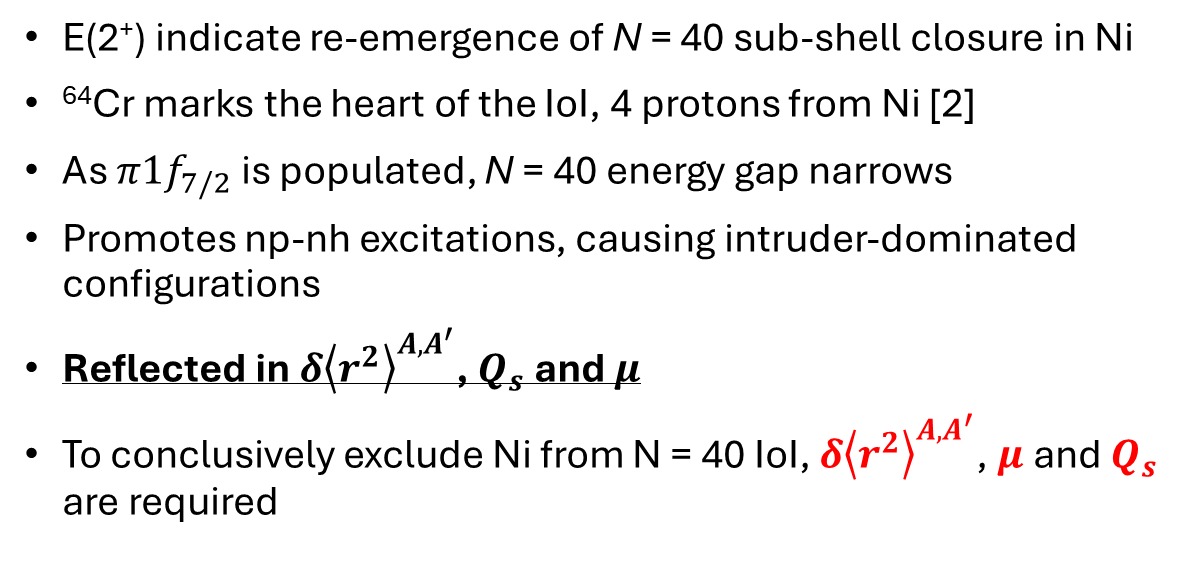 • E(2⁺) indicate re-emergence of N = 40 sub-shell closure in Ni
• ⁶⁴Cr marks the heart of the IoI, 4 protons from Ni [2]
• As π1f₇/₂ is populated, N = 40 energy gap narrows
• Promotes np-nh excitations, causing intruder-dominated
configurations
• Reflected in δ⟨r²⟩ᴬ,ᴬ′, Qₛ and μ
• To conclusively exclude Ni from N = 40 IoI, δ⟨r²⟩ᴬ,ᴬ′, μ and Qₛ
are required